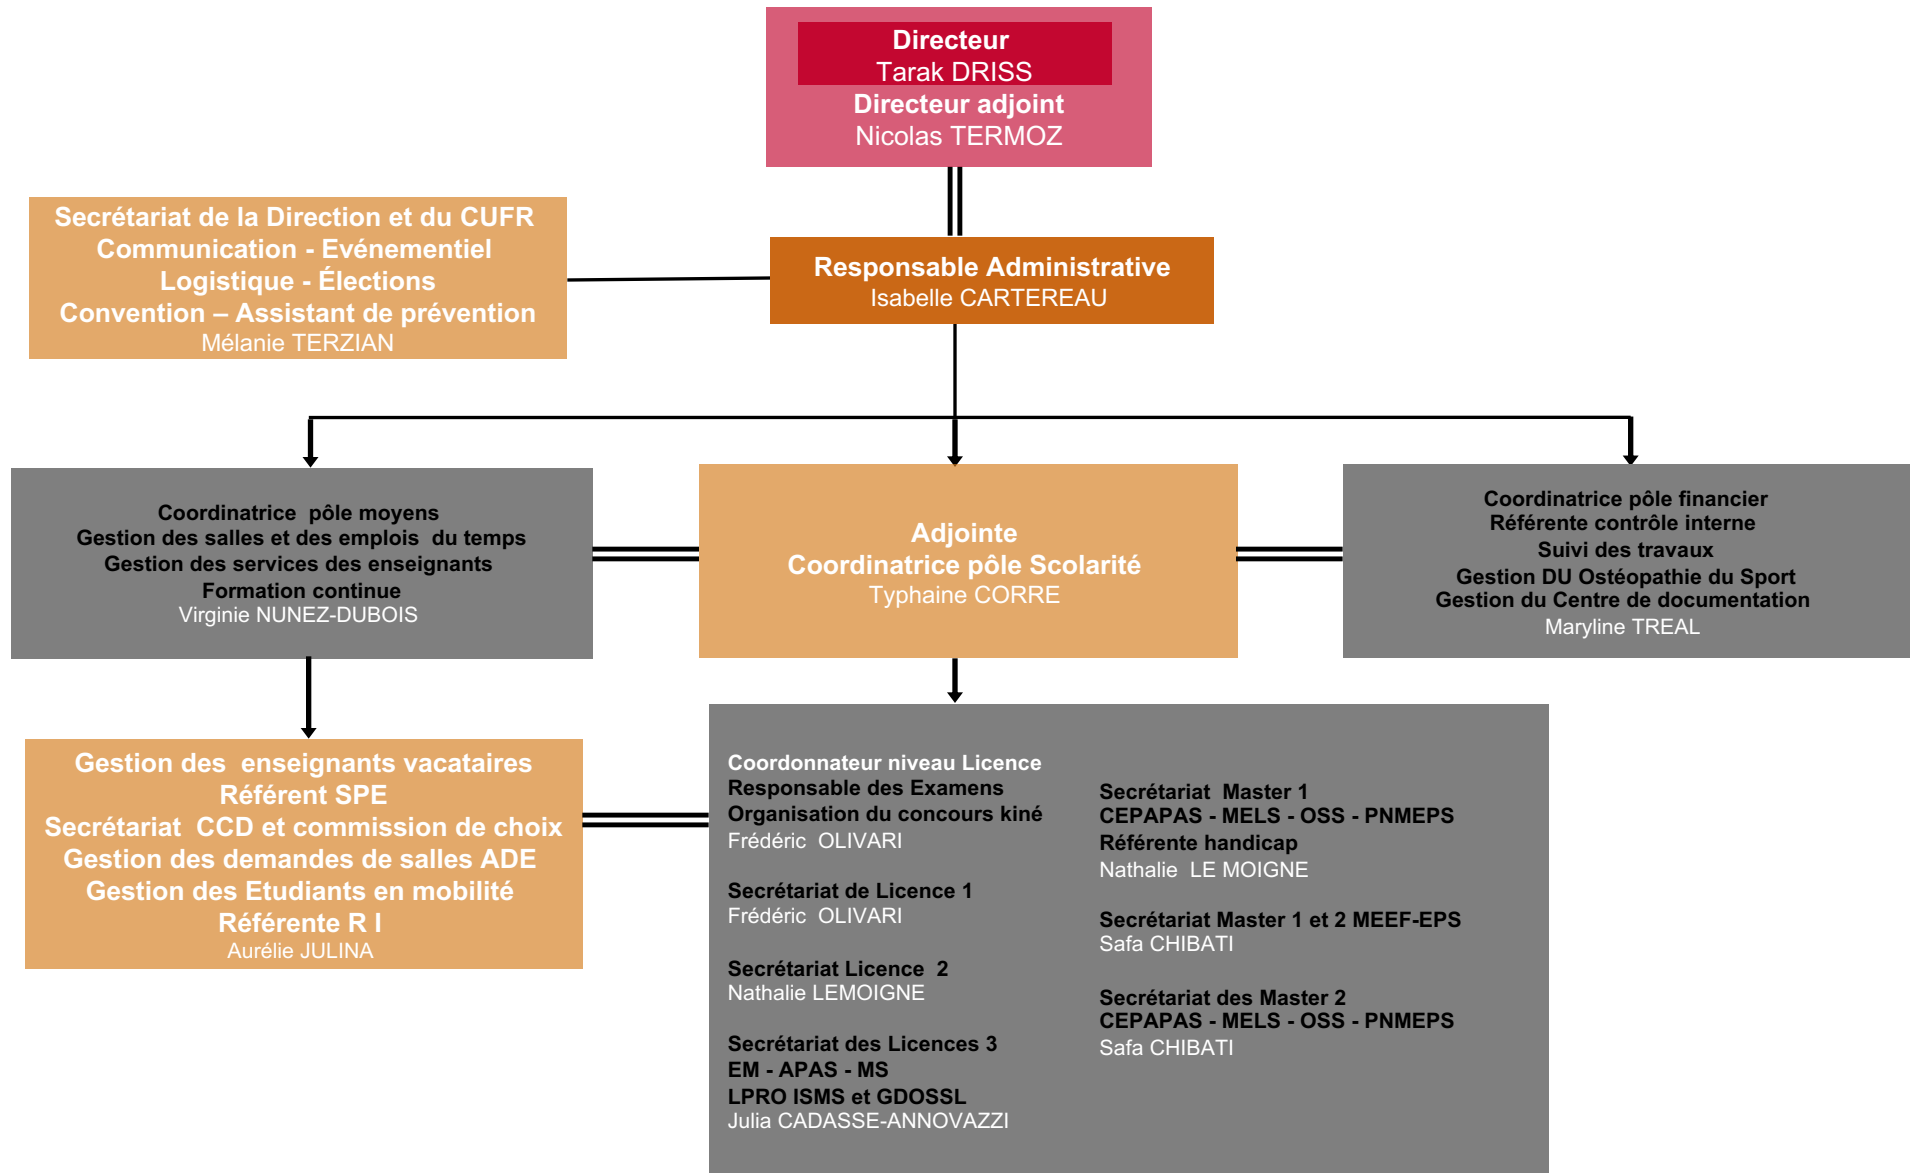 Directeur
Tarak DRISS
Directeur adjoint
Nicolas TERMOZ
Secrétariat de la Direction et du CUFR
Communication - Evénementiel
Logistique - Élections
Convention – Assistant de prévention
Mélanie TERZIAN
Responsable Administrative
Isabelle CARTEREAU
Coordinatrice pôle moyens
Gestion des salles et des emplois du temps
Gestion des services des enseignants
Formation continue
Virginie NUNEZ-DUBOIS
Adjointe
Coordinatrice pôle Scolarité
Typhaine CORRE
Coordinatrice pôle financier
Référente contrôle interne
Suivi des travaux
Gestion DU Ostéopathie du Sport
Gestion du Centre de documentation
Maryline TREAL
Gestion des enseignants vacataires
Référent SPE
Secrétariat CCD et commission de choix
Gestion des demandes de salles ADE
Gestion des Etudiants en mobilité
Référente R I
Aurélie JULINA
Coordonnateur niveau Licence
Responsable des Examens
Organisation du concours kiné
Frédéric OLIVARI
Secrétariat de Licence 1
Frédéric OLIVARI
Secrétariat Licence 2
Nathalie LEMOIGNE
Secrétariat des Licences 3
EM - APAS - MS
LPRO ISMS et GDOSSL
Julia CADASSE-ANNOVAZZI
Secrétariat Master 1
CEPAPAS - MELS - OSS - PNMEPS
Référente handicap
Nathalie LE MOIGNE
Secrétariat Master 1 et 2 MEEF-EPS
Safa CHIBATI
Secrétariat des Master 2
CEPAPAS - MELS - OSS - PNMEPS
Safa CHIBATI